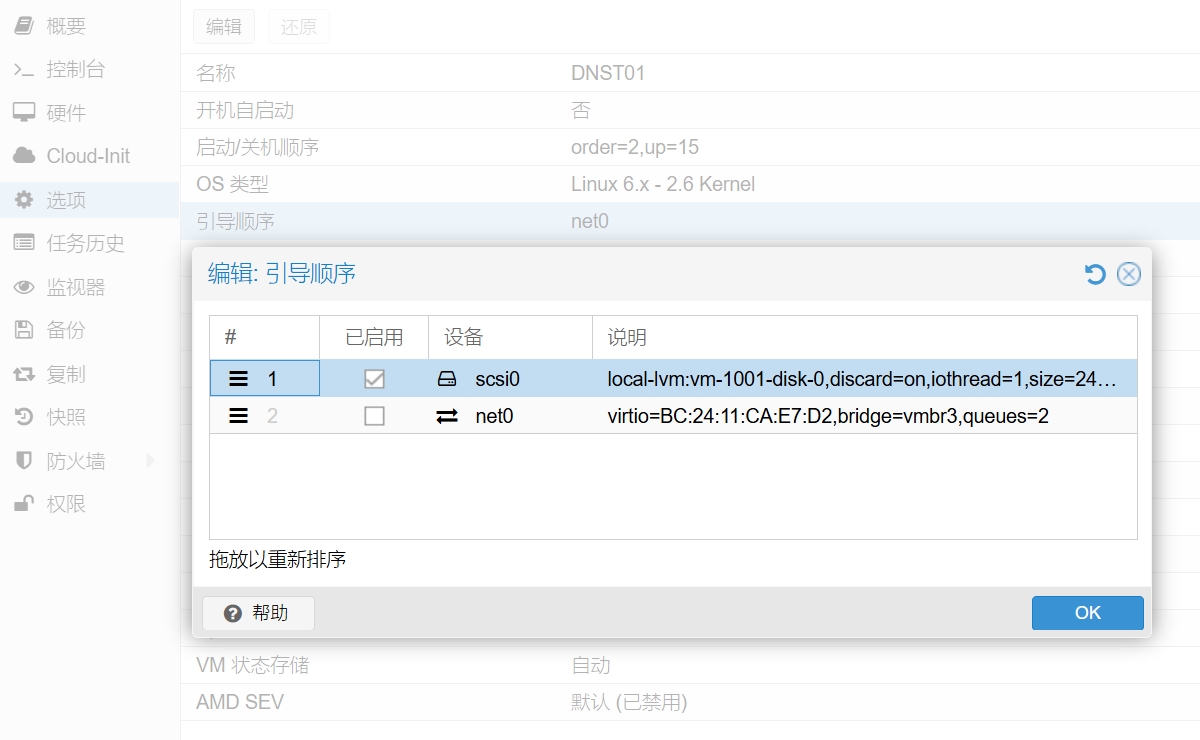 概要
控制台
硬件
Cloud-Init
选项
任务历史
监视器
备份
复制
快照
防火墙
权限
编辑 还原
名称 DNST01
开机自启动 否
启动/关机顺序 order=2,up=15
OS 类型 Linux 6.x - 2.6 Kernel
引导顺序 net0
编辑: 引导顺序
# 已启用 设备 说明
1 scsi0 local-lvm:vm-1001-disk-0,discard=on,iothread=1,size=24…
2 net0 virtio=BC:24:11:CA:E7:D2,bridge=vmbr3,queues=2
拖放以重新排序
帮助 OK
VM 状态存储 自动
AMD SEV 默认 (已禁用)